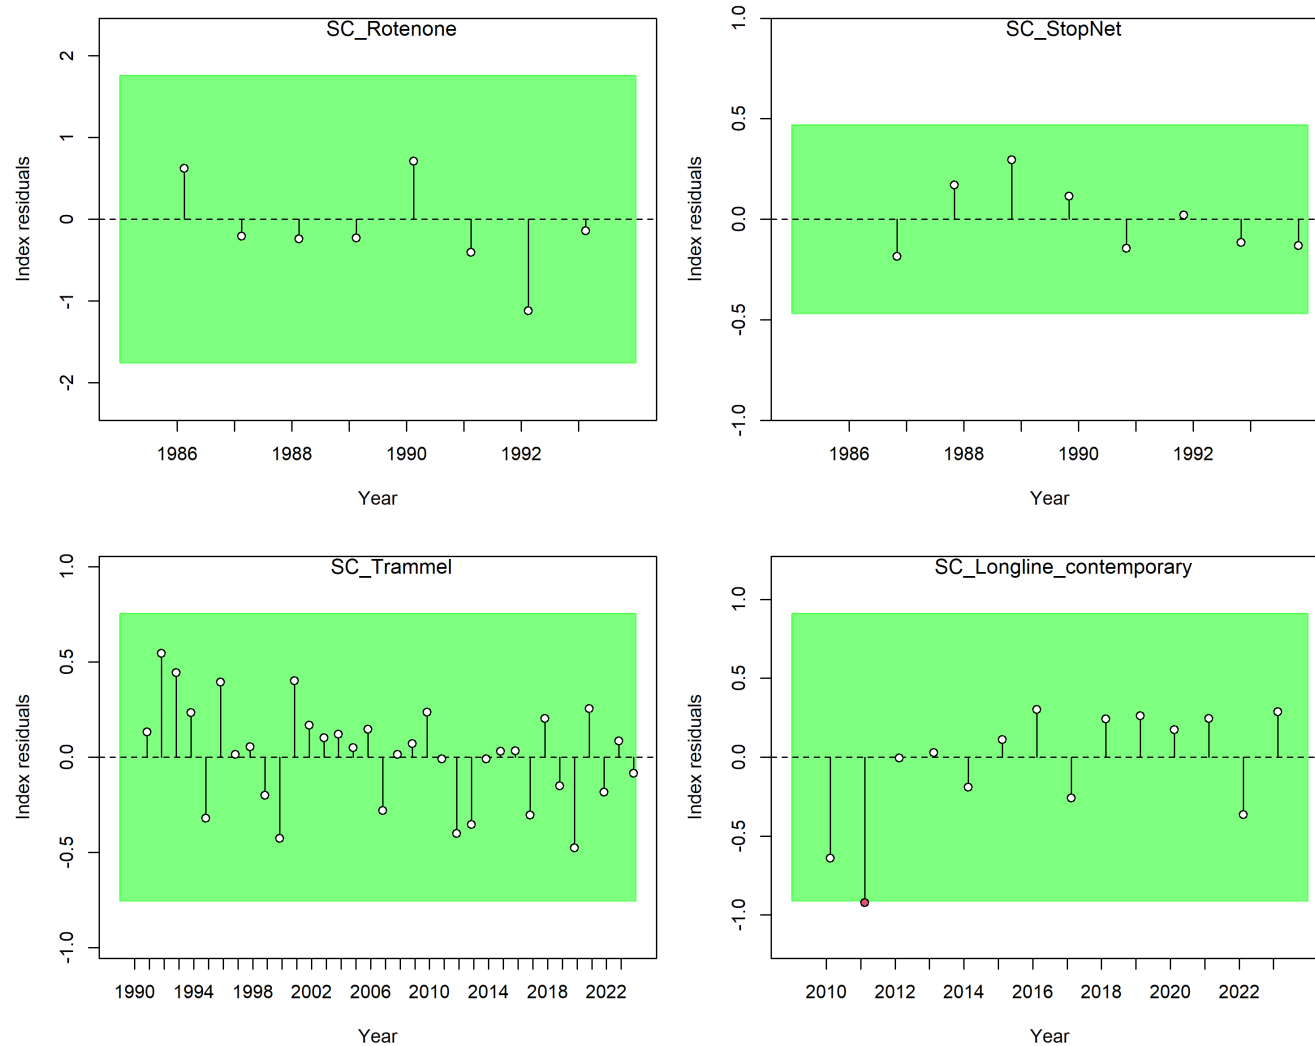 SC_Rotenone
Index residuals
2
1
0
-1
-2
1986 1988 1990 1992
Year
SC_StopNet
Index residuals
1.0
0.5
0.0
-0.5
-1.0
1986 1988 1990 1992
Year
SC_Trammel
Index residuals
1.0
0.5
0.0
-0.5
-1.0
1990 1994 1998 2002 2006 2010 2014 2018 2022
Year
SC_Longline_contemporary
Index residuals
1.0
0.5
0.0
-0.5
-1.0
2010 2012 2014 2016 2018 2020 2022
Year